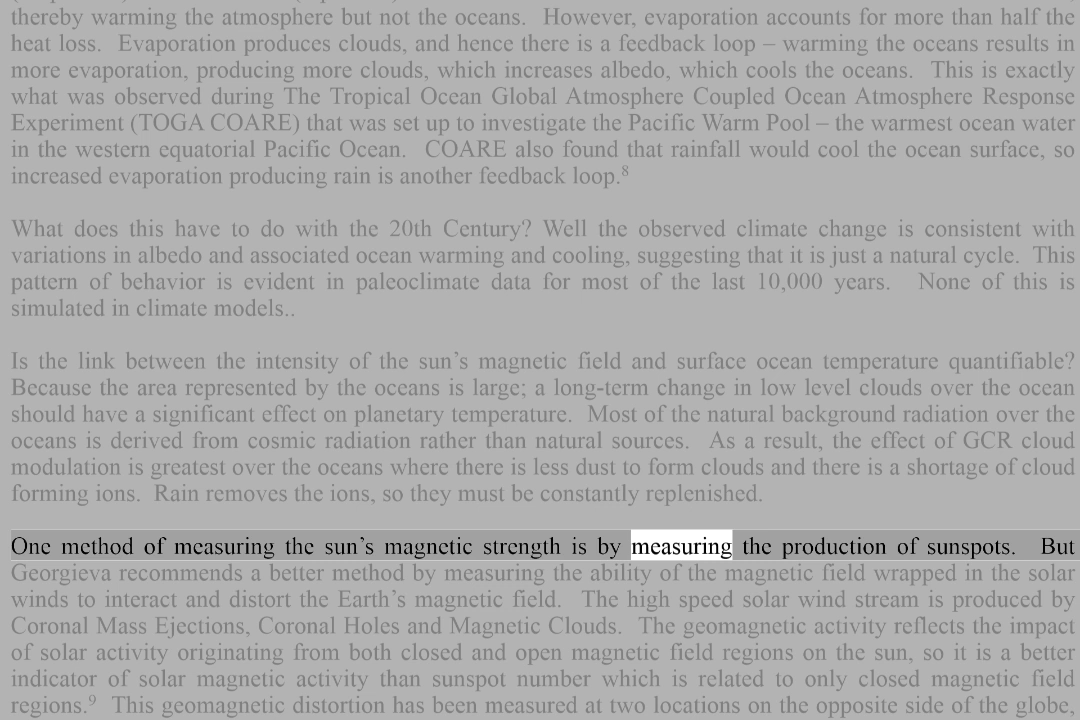 thereby warming the atmosphere but not the oceans.  However, evaporation accounts for more than half the
heat loss.  Evaporation produces clouds, and hence there is a feedback loop – warming the oceans results in
more evaporation, producing more clouds, which increases albedo, which cools the oceans.  This is exactly
what was observed during The Tropical Ocean Global Atmosphere Coupled Ocean Atmosphere Response
Experiment (TOGA COARE) that was set up to investigate the Pacific Warm Pool – the warmest ocean water
in the western equatorial Pacific Ocean.  COARE also found that rainfall would cool the ocean surface, so
increased evaporation producing rain is another feedback loop.8
What does this have to do with the 20th Century? Well the observed climate change is consistent with
variations in albedo and associated ocean warming and cooling, suggesting that it is just a natural cycle.  This
pattern of behavior is evident in paleoclimate data for most of the last 10,000 years.  None of this is
simulated in climate models..
Is the link between the intensity of the sun’s magnetic field and surface ocean temperature quantifiable?
Because the area represented by the oceans is large; a long-term change in low level clouds over the ocean
should have a significant effect on planetary temperature.  Most of the natural background radiation over the
oceans is derived from cosmic radiation rather than natural sources.  As a result, the effect of GCR cloud
modulation is greatest over the oceans where there is less dust to form clouds and there is a shortage of cloud
forming ions.  Rain removes the ions, so they must be constantly replenished.
One method of measuring the sun’s magnetic strength is by measuring the production of sunspots.  But
Georgieva recommends a better method by measuring the ability of the magnetic field wrapped in the solar
winds to interact and distort the Earth’s magnetic field.  The high speed solar wind stream is produced by
Coronal Mass Ejections, Coronal Holes and Magnetic Clouds.  The geomagnetic activity reflects the impact
of solar activity originating from both closed and open magnetic field regions on the sun, so it is a better
indicator of solar magnetic activity than sunspot number which is related to only closed magnetic field
regions.9  This geomagnetic distortion has been measured at two locations on the opposite side of the globe,